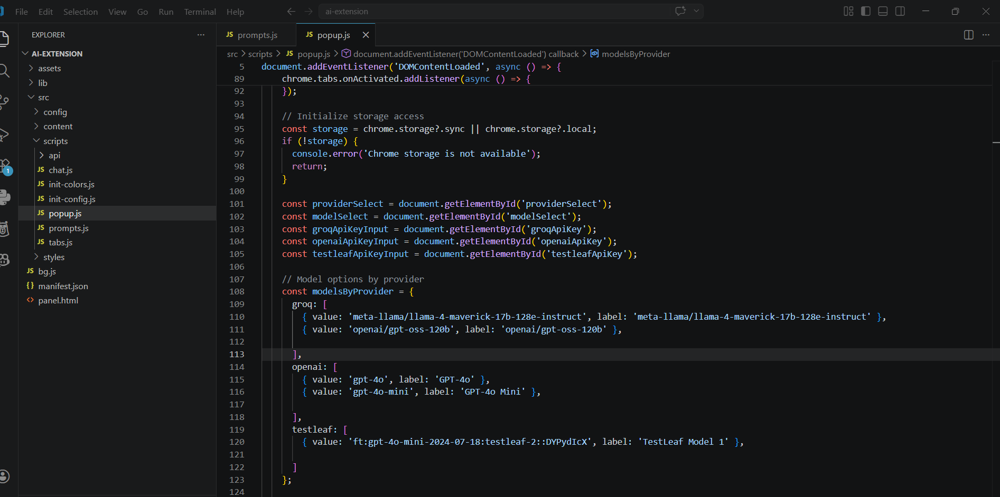 File Edit Selection View Go Run Terminal Help
ai-extension
EXPLORER
AI-EXTENSION
assets
lib
src
config
content
scripts
api
JS chat.js
JS init-colors.js
JS init-config.js
JS popup.js
JS prompts.js
JS tabs.js
styles
JS bg.js
{} manifest.json
<> panel.html
1
JS prompts.js
JS popup.js
src > scripts > JS popup.js > document.addEventListener('DOMContentLoaded') callback > modelsByProvider
5 document.addEventListener('DOMContentLoaded', async () => {
89 chrome.tabs.onActivated.addListener(async () => {
92 });
93
94 // Initialize storage access
95 const storage = chrome.storage?.sync || chrome.storage?.local;
96 if (!storage) {
97 console.error('Chrome storage is not available');
98 return;
99 }
100
101 const providerSelect = document.getElementById('providerSelect');
102 const modelSelect = document.getElementById('modelSelect');
103 const groqApiKeyInput = document.getElementById('groqApiKey');
104 const openaiApiKeyInput = document.getElementById('openaiApiKey');
105 const testleafApiKeyInput = document.getElementById('testleafApiKey');
106
107 // Model options by provider
108 const modelsByProvider = {
109 groq: [
110 { value: 'meta-llama/llama-4-maverick-17b-128e-instruct', label: 'meta-llama/llama-4-maverick-17b-128e-instruct' },
111 { value: 'openai/gpt-oss-120b', label: 'openai/gpt-oss-120b' },
112
113 ],
114 openai: [
115 { value: 'gpt-4o', label: 'GPT-4o' },
116 { value: 'gpt-4o-mini', label: 'GPT-4o Mini' },
117
118 ],
119 testleaf: [
120 { value: 'ft:gpt-4o-mini-2024-07-18:testleaf-2::DYPydIcX', label: 'TestLeaf Model 1' },
121
122 ]
123 };
124